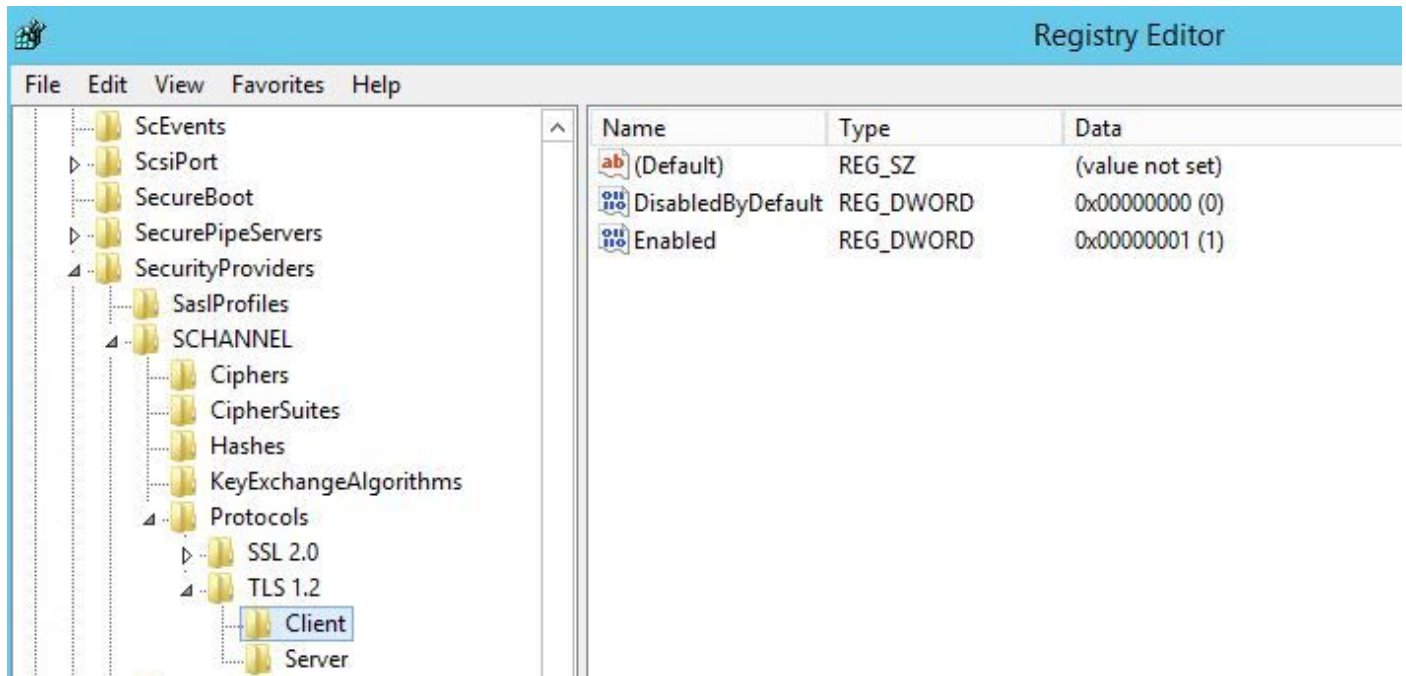 Registry Editor
File Edit View Favorites Help
ScEvents
ScsiPort
SecureBoot
SecurePipeServers
SecurityProviders
SaslProfiles
SCHANNEL
Ciphers
CipherSuites
Hashes
KeyExchangeAlgorithms
Protocols
SSL 2.0
TLS 1.2
Client
Server
Name Type Data
(Default) REG_SZ (value not set)
DisabledByDefault REG_DWORD 0x00000000 (0)
Enabled REG_DWORD 0x00000001 (1)